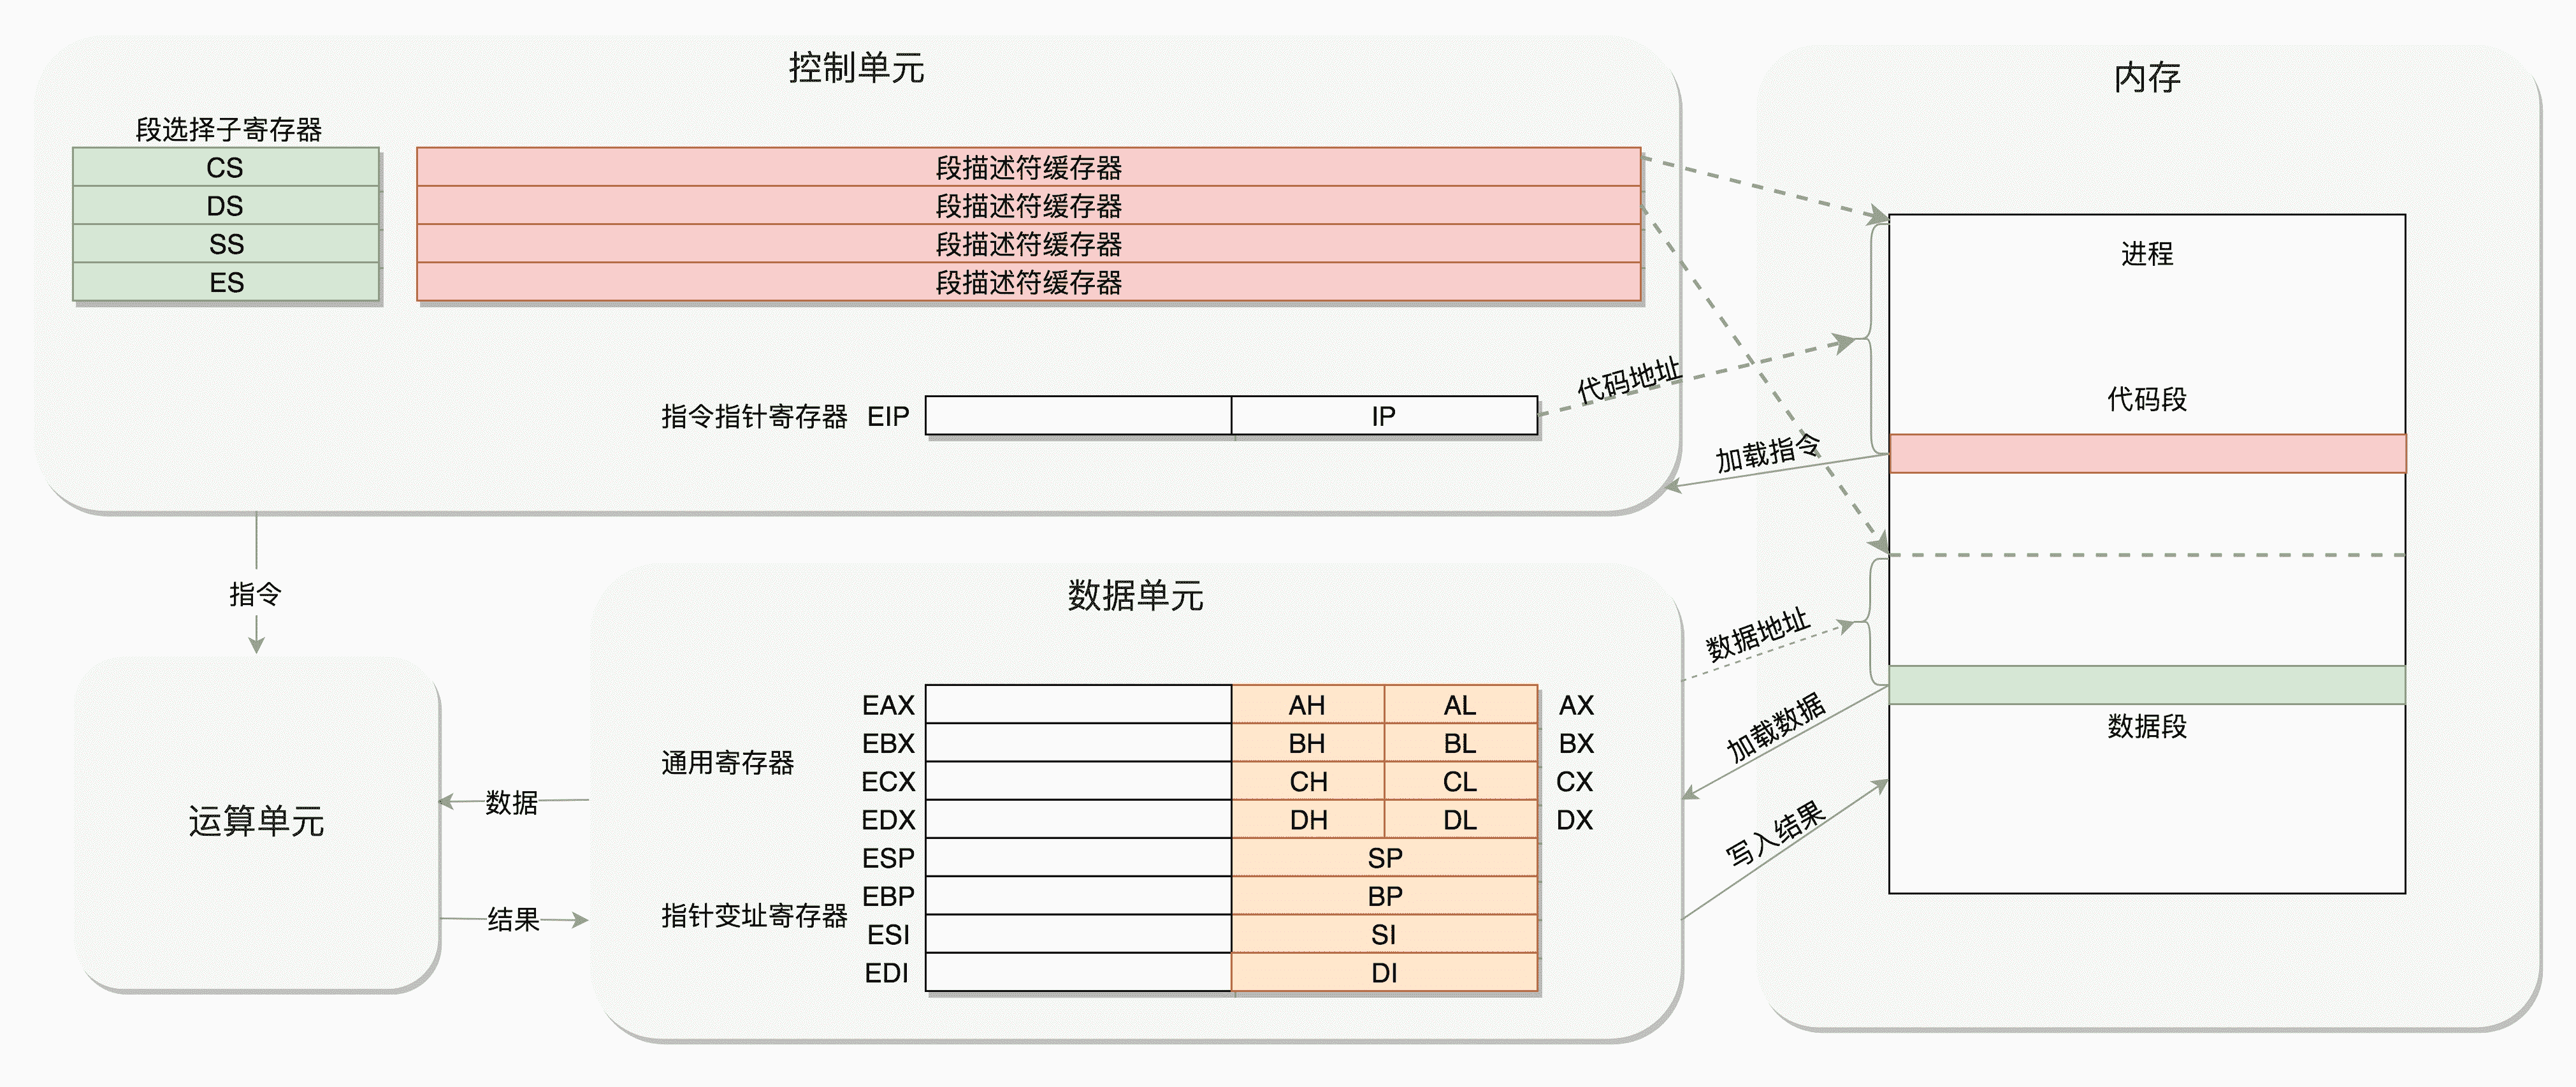 控制单元
段选择子寄存器
CS
DS
SS
ES
段描述符缓存器
段描述符缓存器
段描述符缓存器
段描述符缓存器
指令指针寄存器 EIP IP
代码地址
加载指令
内存
进程
代码段
数据段
指令
运算单元
数据
结果
数据单元
通用寄存器
指针变址寄存器
EAX AH AL AX
EBX BH BL BX
ECX CH CL CX
EDX DH DL DX
ESP SP
EBP BP
ESI SI
EDI DI
数据地址
加载数据
写入结果